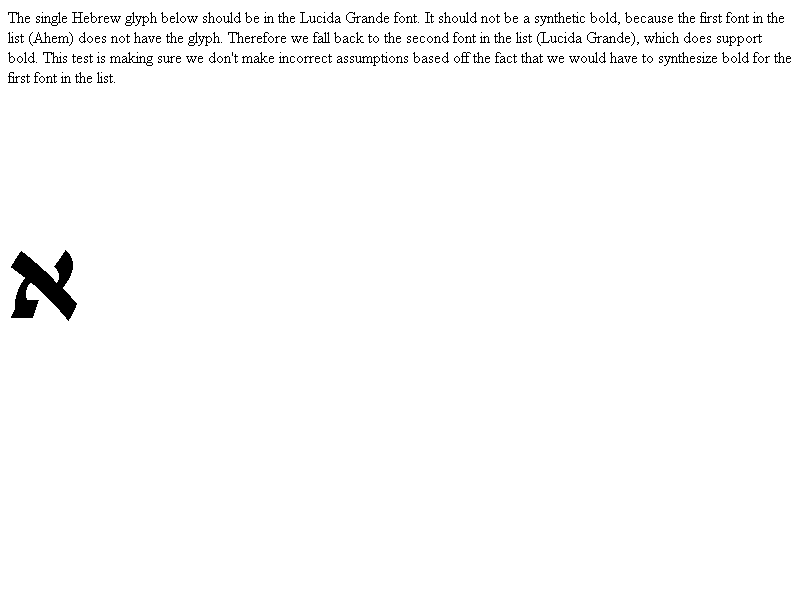 The single Hebrew glyph below should be in the Lucida Grande font. It should not be a synthetic bold, because the first font in the
list (Ahem) does not have the glyph. Therefore we fall back to the second font in the list (Lucida Grande), which does support
bold. This test is making sure we don't make incorrect assumptions based off the fact that we would have to synthesize bold for the
first font in the list.
א